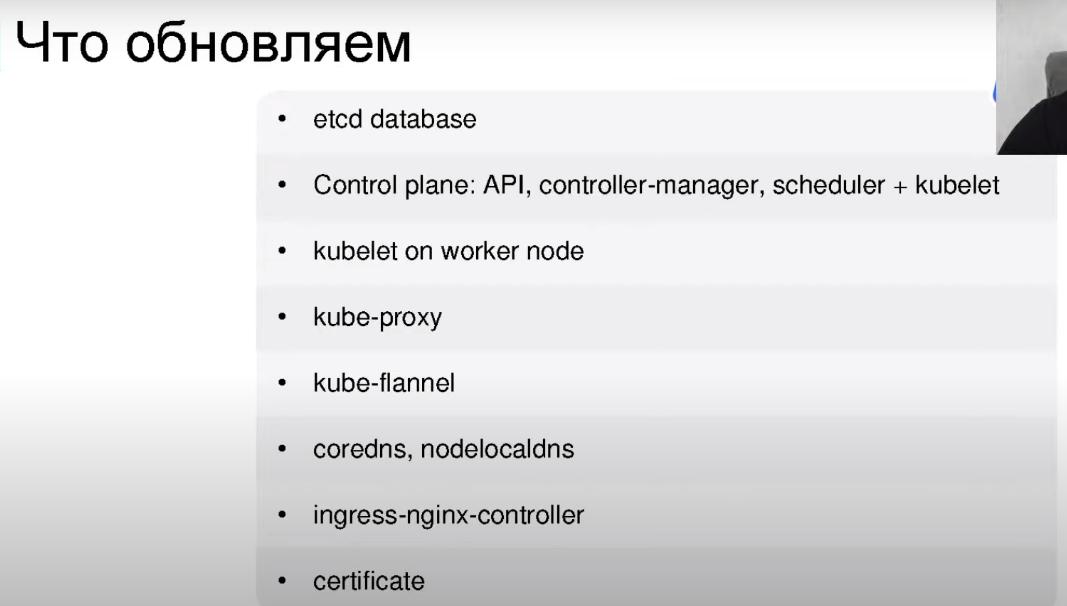 Что обновляем
• etcd database
• Control plane: API, controller-manager, scheduler + kubelet
• kubelet on worker node
• kube-proxy
• kube-flannel
• coredns, nodelocaldns
• ingress-nginx-controller
• certificate